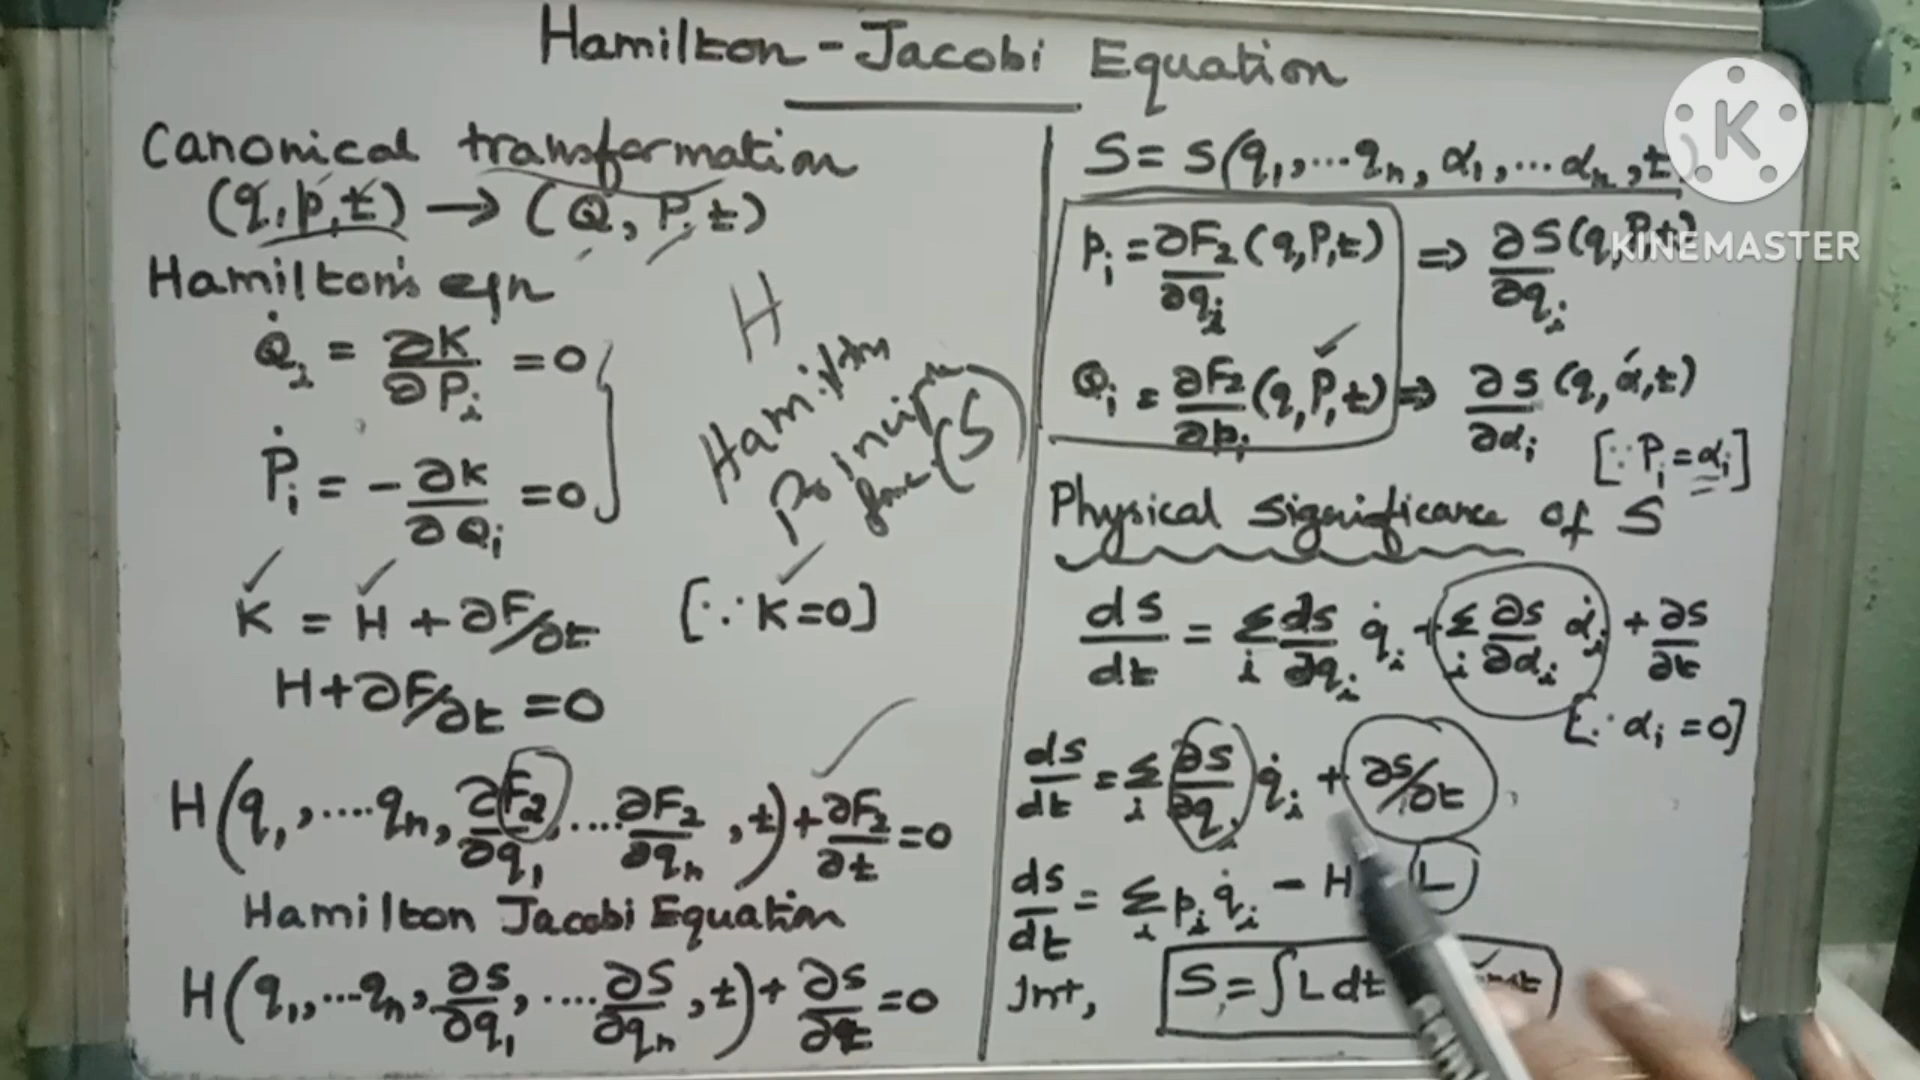 Hamilton-Jacobi Equation
Canonical transformation
(q,p,t) → (Q, P, t)
Hamilton's eqn
Q̇i = ∂K/∂Pi = 0
Ṗi = -∂K/∂Qi = 0
K = H + ∂F/∂t [∵ K=0]
H + ∂F/∂t = 0
H(q1,....qn, ∂F2/∂q1,....∂F2/∂qn, t) + ∂F2/∂t = 0
Hamilton Jacobi Equation
H(q1,...qn, ∂S/∂q1,....∂S/∂qn, t) + ∂S/∂t = 0
H
Hamilton
(S
S = S(q1,...qn, α1,...αn, t
pi = ∂F2/∂qi (q,P,t) ⇒ ∂S/∂qi (q,P,t)
Qi = ∂F2/∂pi (q,P,t) ⇒ ∂S/∂αi (q,α,t)
[∵ Pi = αi]
Physical Significance of S
dS/dt = Σi ∂S/∂qi q̇i + Σi ∂S/∂αi α̇i + ∂S/∂t
[∵ αi = 0]
dS/dt = Σi ∂S/∂qi q̇i + ∂S/∂t
dS/dt = Σi pi q̇i - H L
Int, S = ∫L dt
K
KINEMASTER